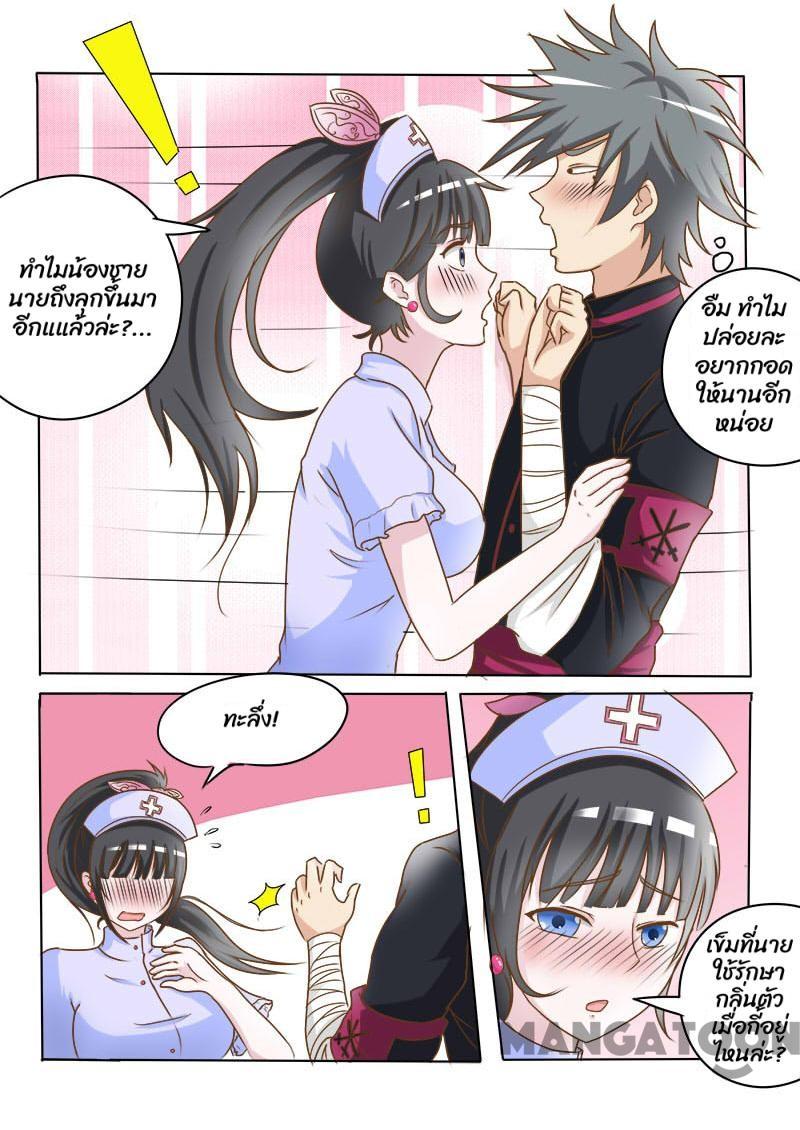 ทำไมน้องชาย
นายถึงลุกขึ้นมา
อีกแแล้วล่ะ?...
อืม ทำไม
ปล่อยละ
อยากกอด
ให้นานอีก
หน่อย
ทะลึ่ง!
เข็มที่นาย
ใช้รักษา
กลิ่นตัว
เมื่อกี้อยู่
ไหนละ?
MANGATOON